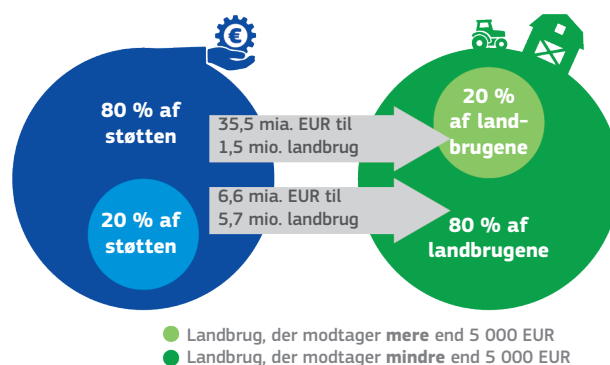 €
80 % af
støtten
35,5 mia. EUR til
1,5 mio. landbrug
20 %
af land-
brugene
20 % af
støtten
6,6 mia. EUR til
5,7 mio. landbrug
80 % af
landbrugene
Landbrug, der modtager mere end 5 000 EUR
Landbrug, der modtager mindre end 5 000 EUR